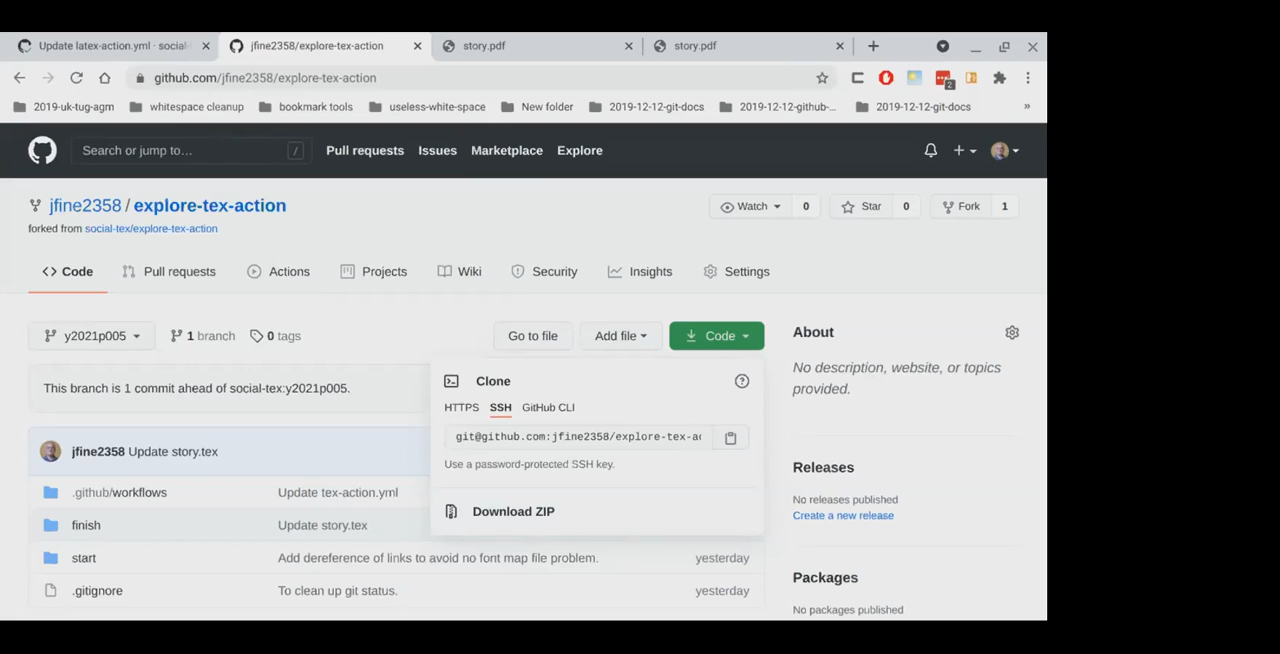 Update latex-action.yml · social
jfine2358/explore-tex-action
story.pdf
story.pdf
github.com/jfine2358/explore-tex-action
2
2019-uk-tug-agm
whitespace cleanup
bookmark tools
useless-white-space
New folder
2019-12-12-git-docs
2019-12-12-github-...
2019-12-12-git-docs
»
Search or jump to…
/
Pull requests
Issues
Marketplace
Explore
jfine2358 / explore-tex-action
Watch 0
Star 0
Fork 1
forked from social-tex/explore-tex-action
<> Code
Pull requests
Actions
Projects
Wiki
Security
Insights
Settings
y2021p005
1 branch
0 tags
Go to file
Add file
Code
About
No description, website, or topics
provided.
Clone
HTTPS SSH GitHub CLI
git@github.com:jfine2358/explore-tex-ac
Use a password-protected SSH key.
Download ZIP
This branch is 1 commit ahead of social-tex:y2021p005.
jfine2358 Update story.tex
.github/workflows Update tex-action.yml
finish Update story.tex
start Add dereference of links to avoid no font map file problem. yesterday
.gitignore To clean up git status. yesterday
Releases
No releases published
Create a new release
Packages
No packages published